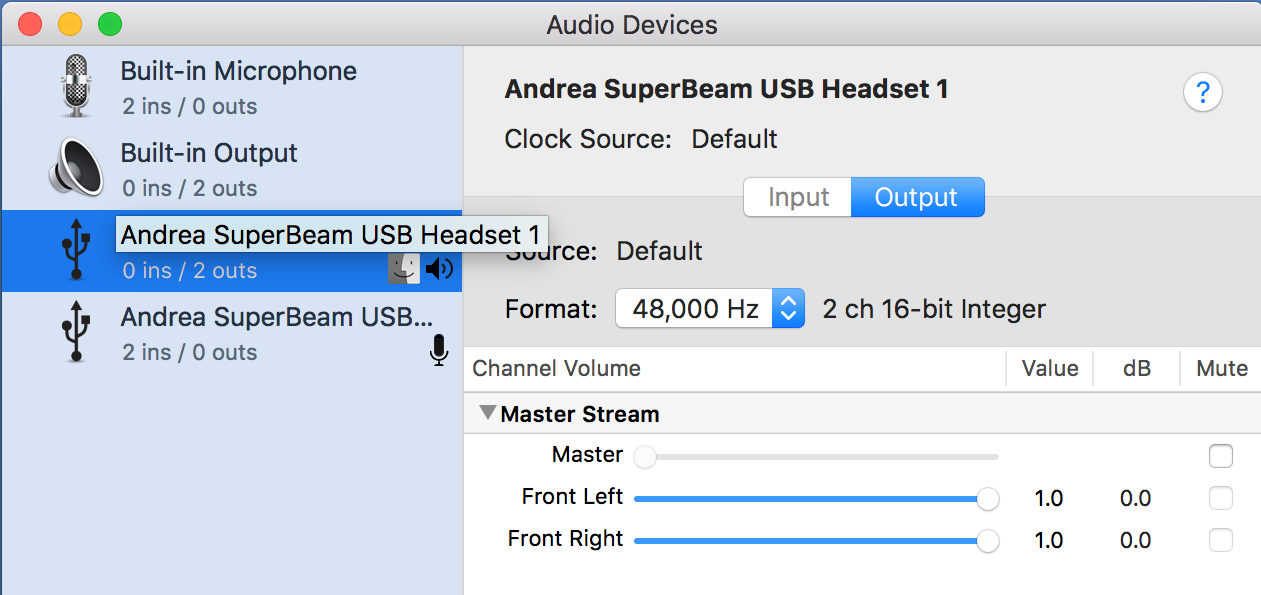 Audio Devices
Built-in Microphone
2 ins / 0 outs
Built-in Output
0 ins / 2 outs
Andrea SuperBeam USB Headset 1
0 ins / 2 outs
Andrea SuperBeam USB...
2 ins / 0 outs
Andrea SuperBeam USB Headset 1
?
Clock Source: Default
Input Output
Source: Default
Format: 48,000 Hz 2 ch 16-bit Integer
Channel Volume Value dB Mute
Master Stream
Master
Front Left 1.0 0.0
Front Right 1.0 0.0